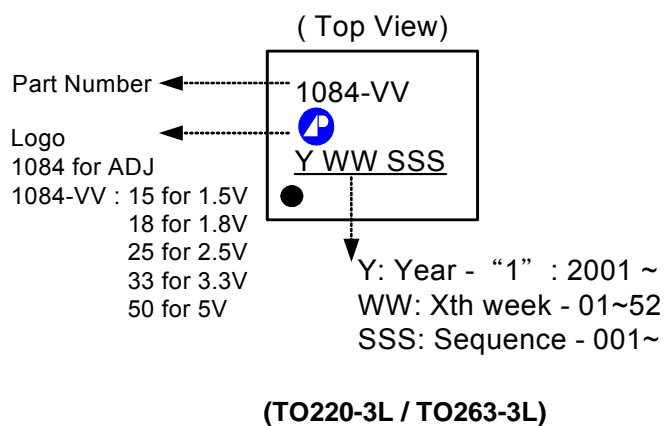 ( Top View)
Part Number
1084-VV
Logo
1084 for ADJ
1084-VV : 15 for 1.5V
18 for 1.8V
25 for 2.5V
33 for 3.3V
50 for 5V
AP
Y WW SSS
Y: Year - “1” : 2001 ~
WW: Xth week - 01~52
SSS: Sequence - 001~
(TO220-3L / TO263-3L)